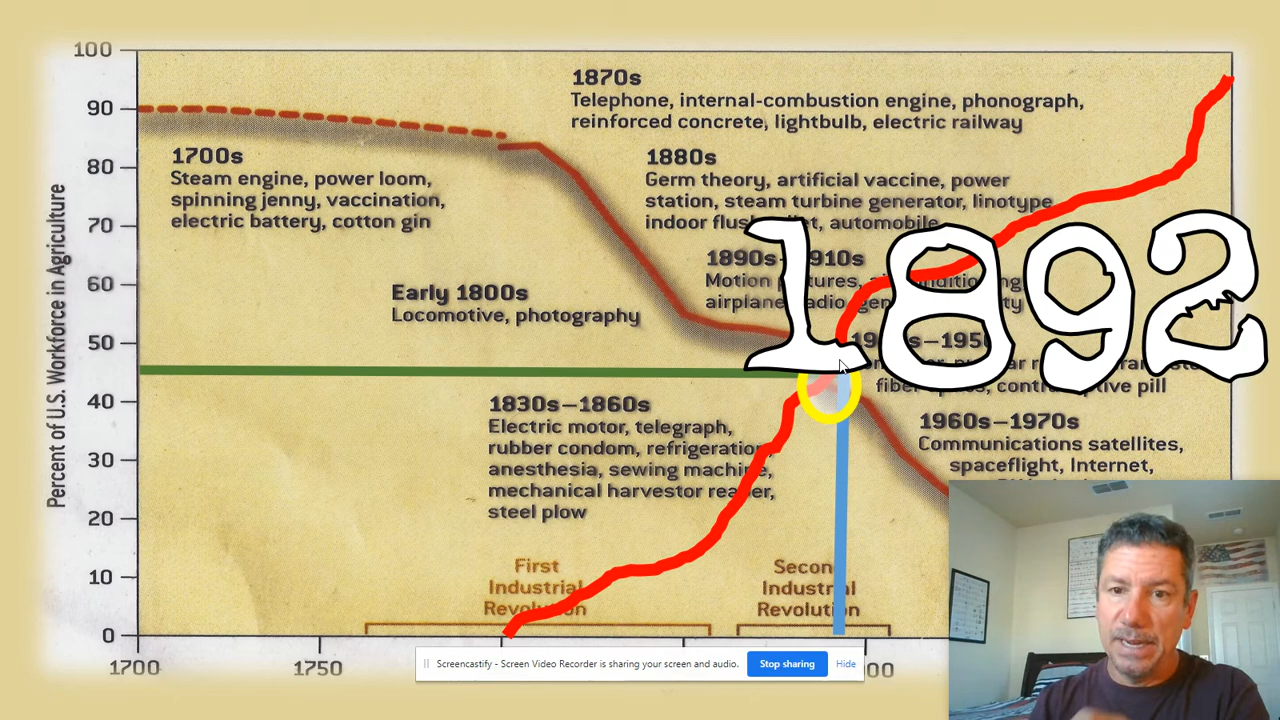 100
90
80
70
60
50
40
30
20
10
0
Percent of U.S. Workforce in Agriculture
1870s
Telephone, internal-combustion engine, phonograph,
reinforced concrete, lightbulb, electric railway
1700s
Steam engine, power loom,
spinning jenny, vaccination,
electric battery, cotton gin
1880s
Germ theory, artificial vaccine, power
station, steam turbine generator, linotype
indoor automobile
1890s
Motion
airplane
1892
Early 1800s
Locomotive, photography
pill
1830s–1860s
Electric motor, telegraph,
rubber condom, refrigeration,
anesthesia, sewing machine,
mechanical harvestor reaper,
steel plow
1960s–1970s
Communications satellites,
spaceflight, Internet,
First
Industrial
Revolution
Second
Industrial
Revolution
1700
1750
00
Screencastify - Screen Video Recorder is sharing your screen and audio.
Stop sharing
Hide